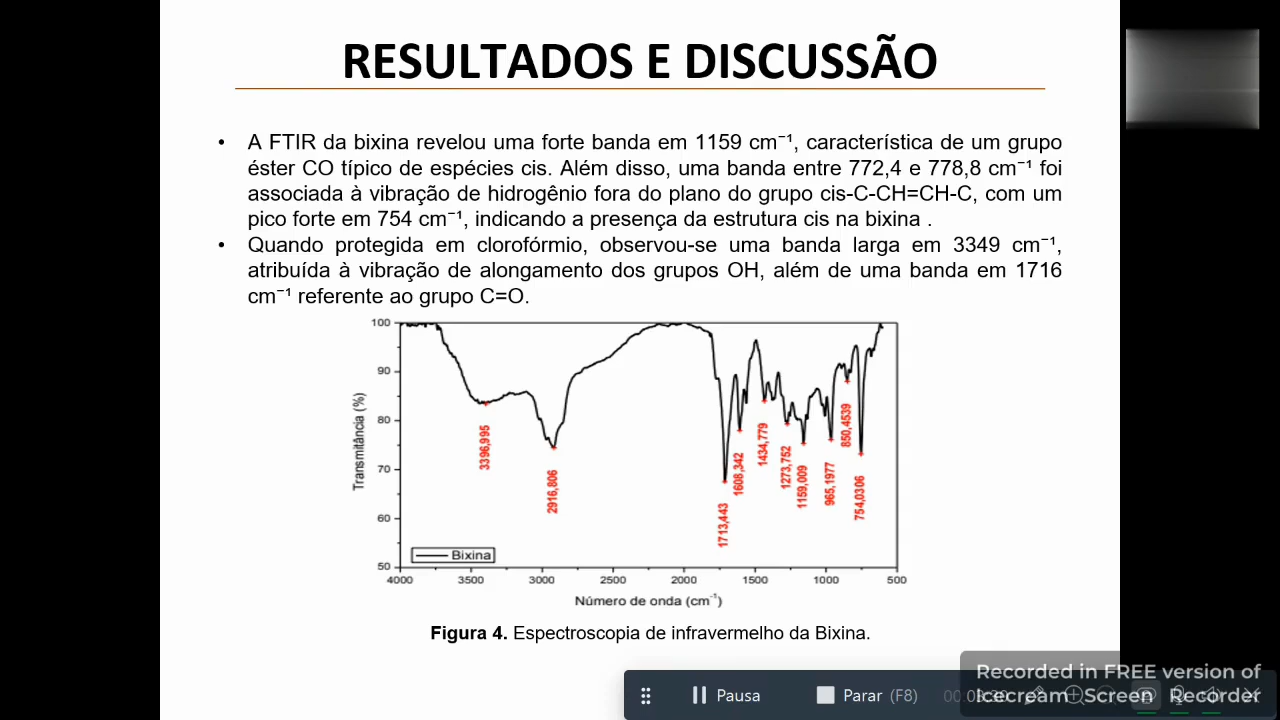 RESULTADOS E DISCUSSÃO
• A FTIR da bixina revelou uma forte banda em 1159 cm⁻¹, característica de um grupo
éster CO típico de espécies cis. Além disso, uma banda entre 772,4 e 778,8 cm⁻¹ foi
associada à vibração de hidrogênio fora do plano do grupo cis-C-CH=CH-C, com um
pico forte em 754 cm⁻¹, indicando a presença da estrutura cis na bixina .
• Quando protegida em clorofórmio, observou-se uma banda larga em 3349 cm⁻¹,
atribuída à vibração de alongamento dos grupos OH, além de uma banda em 1716
cm⁻¹ referente ao grupo C=O.
Transmitância (%)
100
90
80
70
60
50
3396,995
2916,806
1713,443
1608,342
1434,779
1273,752
1159,009
965,1977
850,4539
754,0306
Bixina
4000 3500 3000 2500 2000 1500 1000 500
Número de onda (cm⁻¹)
Figura 4. Espectroscopia de infravermelho da Bixina.
Recorded in FREE version of
Icecream Screen Recorder
Pausa
Parar (F8)